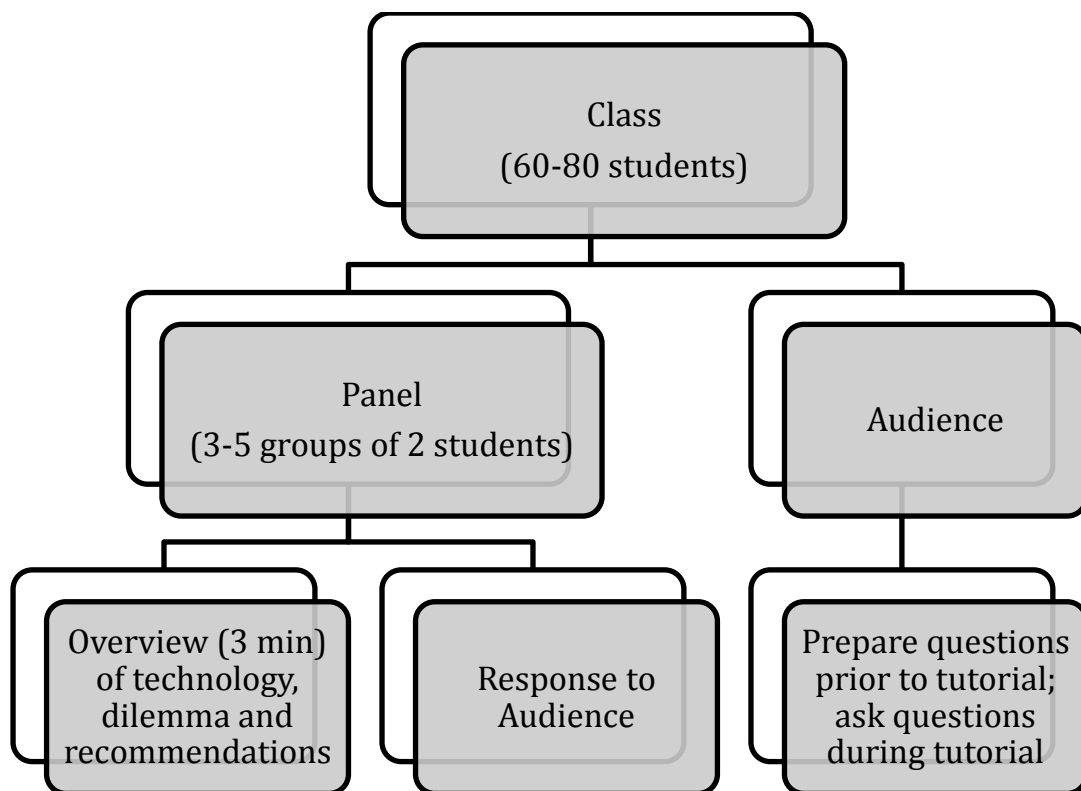 Class
(60-80 students)
Panel
(3-5 groups of 2 students)
Audience
Overview (3 min)
of technology,
dilemma and
recommendations
Response to
Audience
Prepare questions
prior to tutorial;
ask questions
during tutorial